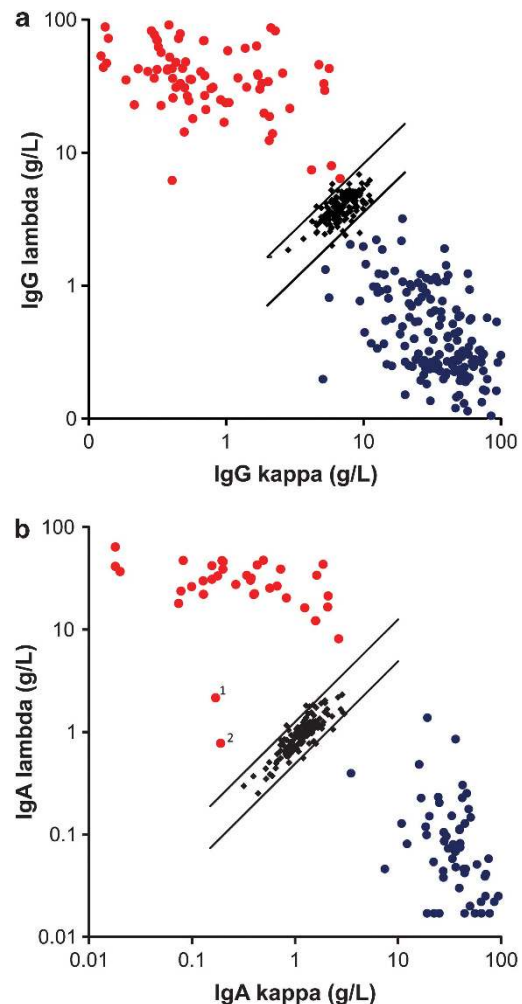 a
100
10
1
0
IgG lambda (g/L)
0 1 10 100
IgG kappa (g/L)
b
100
10
1
0.1
0.01
IgA lambda (g/L)
1
2
0.01 0.1 1 10 100
IgA kappa (g/L)